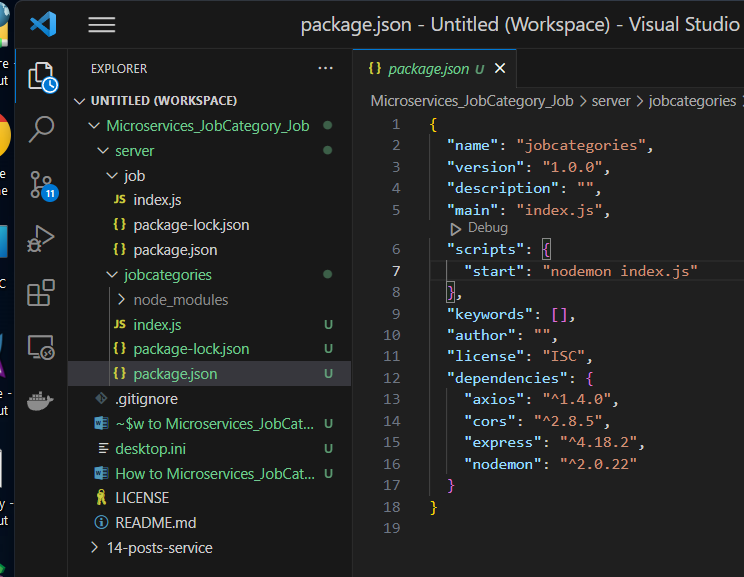 package.json - Untitled (Workspace) - Visual Studio
EXPLORER
UNTITLED (WORKSPACE)
Microservices_JobCategory_Job
server
job
JS index.js
{} package-lock.json
{} package.json
jobcategories
node_modules
JS index.js U
{} package-lock.json U
{} package.json U
.gitignore
~$w to Microservices_JobCat... U
desktop.ini
How to Microservices_JobCat... U
LICENSE
README.md
14-posts-service
11
{} package.json U
Microservices_JobCategory_Job > server > jobcategories
1 {
2 "name": "jobcategories",
3 "version": "1.0.0",
4 "description": "",
5 "main": "index.js",
Debug
6 "scripts": {
7 "start": "nodemon index.js"
8 },
9 "keywords": [],
10 "author": "",
11 "license": "ISC",
12 "dependencies": {
13 "axios": "^1.4.0",
14 "cors": "^2.8.5",
15 "express": "^4.18.2",
16 "nodemon": "^2.0.22"
17 }
18 }
19